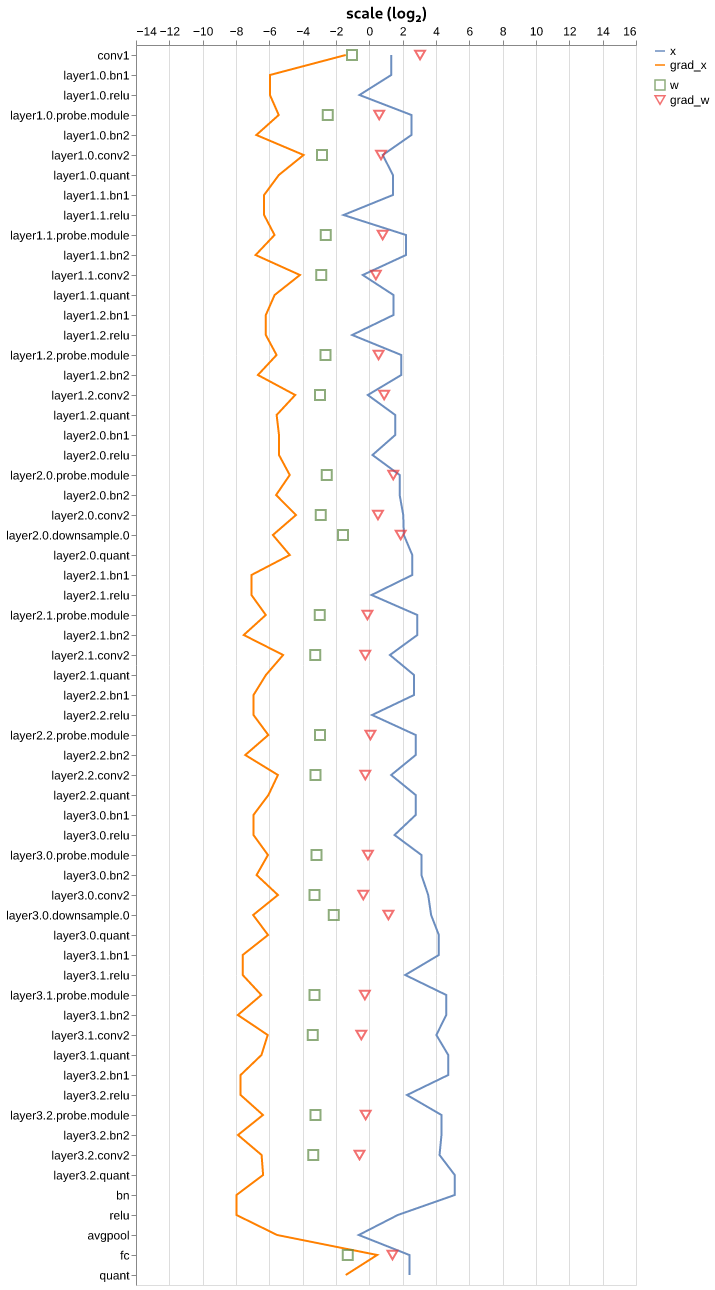 scale (log₂)
−14 −12 −10 −8 −6 −4 −2 0 2 4 6 8 10 12 14 16
x
grad_x
w
grad_w
conv1
layer1.0.bn1
layer1.0.relu
layer1.0.probe.module
layer1.0.bn2
layer1.0.conv2
layer1.0.quant
layer1.1.bn1
layer1.1.relu
layer1.1.probe.module
layer1.1.bn2
layer1.1.conv2
layer1.1.quant
layer1.2.bn1
layer1.2.relu
layer1.2.probe.module
layer1.2.bn2
layer1.2.conv2
layer1.2.quant
layer2.0.bn1
layer2.0.relu
layer2.0.probe.module
layer2.0.bn2
layer2.0.conv2
layer2.0.downsample.0
layer2.0.quant
layer2.1.bn1
layer2.1.relu
layer2.1.probe.module
layer2.1.bn2
layer2.1.conv2
layer2.1.quant
layer2.2.bn1
layer2.2.relu
layer2.2.probe.module
layer2.2.bn2
layer2.2.conv2
layer2.2.quant
layer3.0.bn1
layer3.0.relu
layer3.0.probe.module
layer3.0.bn2
layer3.0.conv2
layer3.0.downsample.0
layer3.0.quant
layer3.1.bn1
layer3.1.relu
layer3.1.probe.module
layer3.1.bn2
layer3.1.conv2
layer3.1.quant
layer3.2.bn1
layer3.2.relu
layer3.2.probe.module
layer3.2.bn2
layer3.2.conv2
layer3.2.quant
bn
relu
avgpool
fc
quant